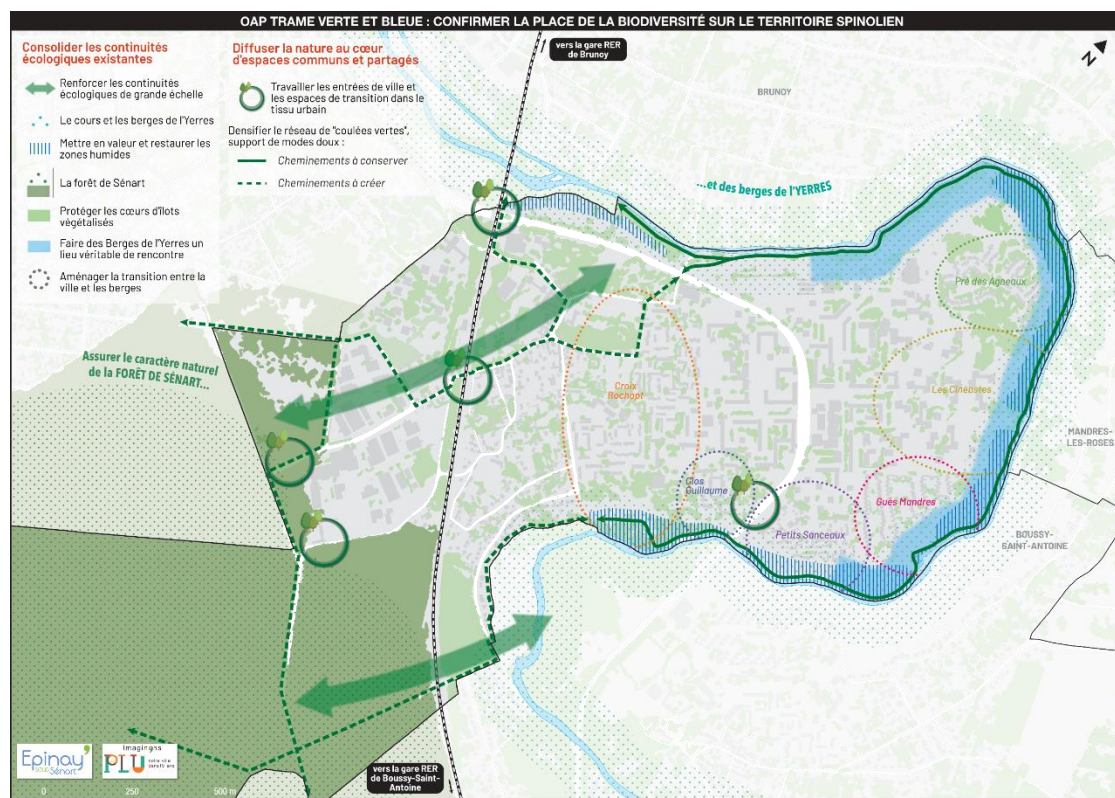 OAP TRAME VERTE ET BLEUE : CONFIRMER LA PLACE DE LA BIODIVERSITÉ SUR LE TERRITOIRE SPINOLIEN
Consolider les continuités
écologiques existantes
Renforcer les continuités
écologiques de grande échelle
Le cours et les berges de l'Yerres
Mettre en valeur et restaurer les
zones humides
La forêt de Sénart
Protéger les cœurs d'îlots
végétalisés
Faire des Berges de l'Yerres un
lieu véritable de rencontre
Aménager la transition entre la
ville et les berges
Diffuser la nature au cœur
d'espaces communs et partagés
Travailler les entrées de ville et
les espaces de transition dans le
tissu urbain
Densifier le réseau de "coulées vertes",
support de modes doux :
Cheminements à conserver
Cheminements à créer
vers la gare RER
de Brunoy
N
BRUNOY
...et des berges de l'YERRES
Pré des Agneaux
Assurer le caractère naturel
de la FORÊT DE SÉNART...
Croix
Rochopt
Les Cinéastes
MANDRES-
LES-ROSES
Clos
Guillaume
Gués Mandres
Petits Sanceaux
BOUSSY-
SAINT-ANTOINE
Epinay
sous
Sénart
Imaginons
PLU
vers la gare RER
de Boussy-Saint-
Antoine
0 250 500 m